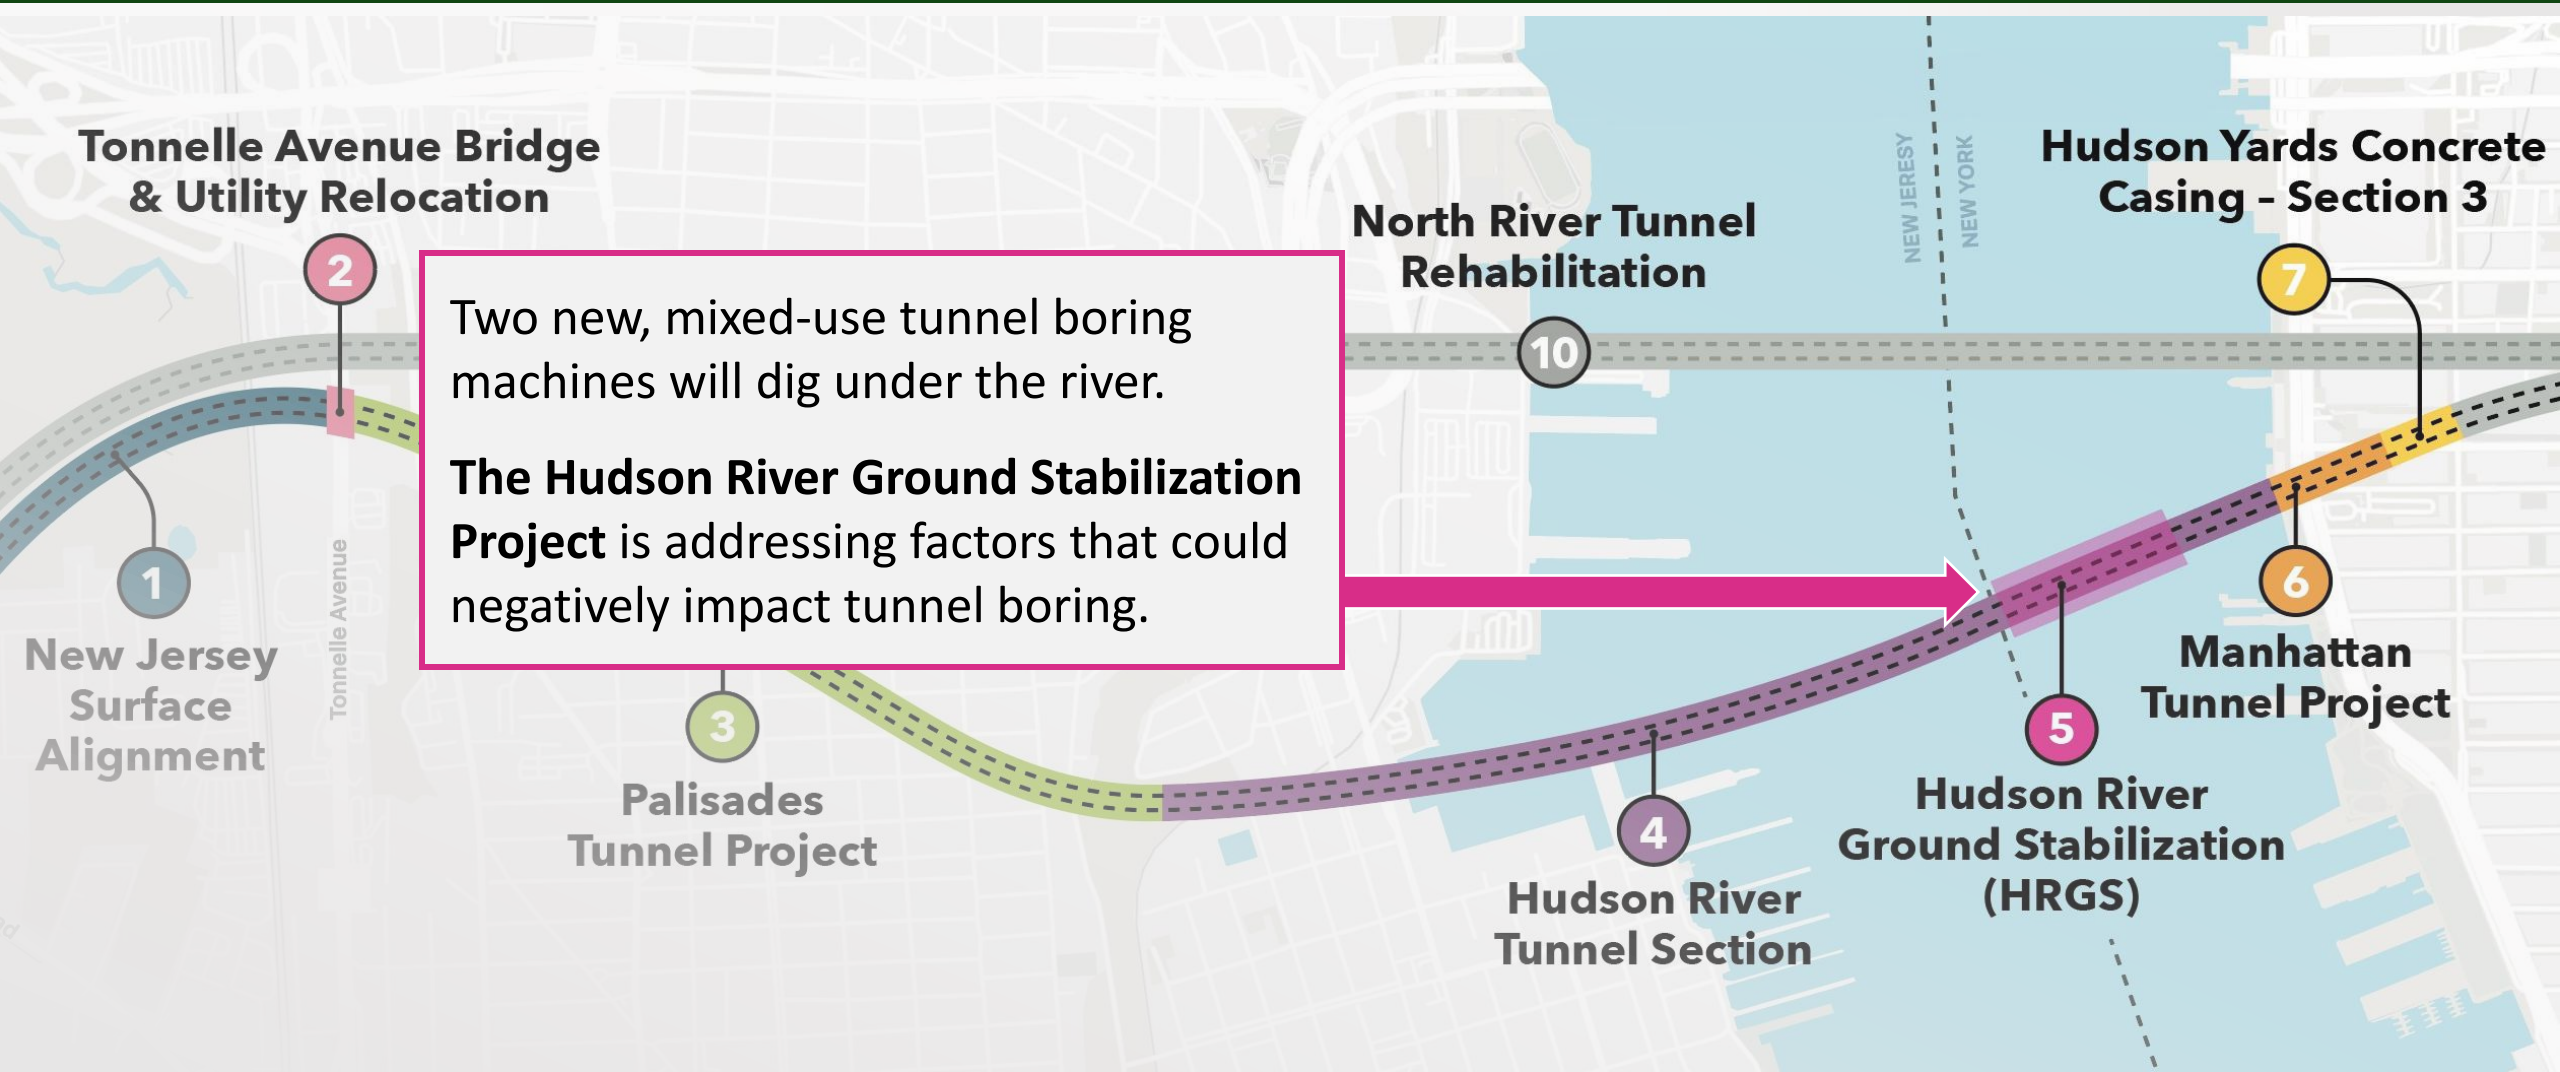 Tonnelle Avenue Bridge
& Utility Relocation
2
North River Tunnel
Rehabilitation
10
NEW JERESY
NEW YORK
Hudson Yards Concrete
Casing - Section 3
7
Two new, mixed-use tunnel boring
machines will dig under the river.
The Hudson River Ground Stabilization
Project is addressing factors that could
negatively impact tunnel boring.
1
New Jersey
Surface
Alignment
Tonnelle Avenue
3
Palisades
Tunnel Project
4
Hudson River
Tunnel Section
5
Hudson River
Ground Stabilization
(HRGS)
6
Manhattan
Tunnel Project